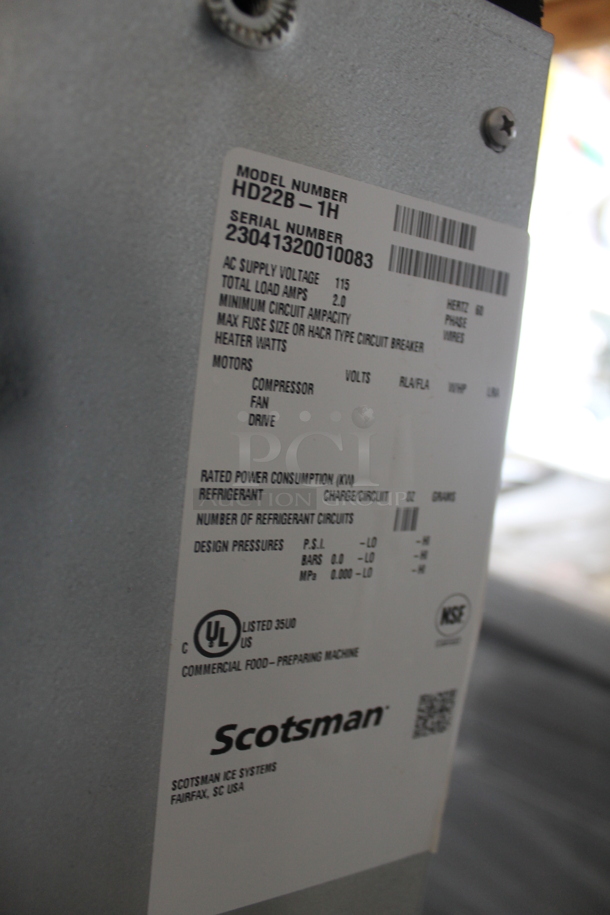 MODEL NUMBER
HD22B-1H
SERIAL NUMBER
23041320010083
AC SUPPLY VOLTAGE 115 HERTZ 60
TOTAL LOAD AMPS 2.0 PHASE
MINIMUM CIRCUIT AMPACITY WIRES
MAX FUSE SIZE OR HACR TYPE CIRCUIT BREAKER
HEATER WATTS
MOTORS VOLTS RLA/FLA W/HP LRA
COMPRESSOR
FAN
DRIVE
PCI
AUCTION GROUP
RATED POWER CONSUMPTION (KW)
REFRIGERANT CHARGE/CIRCUIT OZ GRAMS
NUMBER OF REFRIGERANT CIRCUITS
DESIGN PRESSURES P.S.I. -LO -HI
BARS 0.0 -LO -HI
MPa 0.000 -LO -HI
C UL US LISTED 35U0
NSF
COMMERCIAL FOOD-PREPARING MACHINE
Scotsman
SCOTSMAN ICE SYSTEMS
FAIRFAX, SC USA